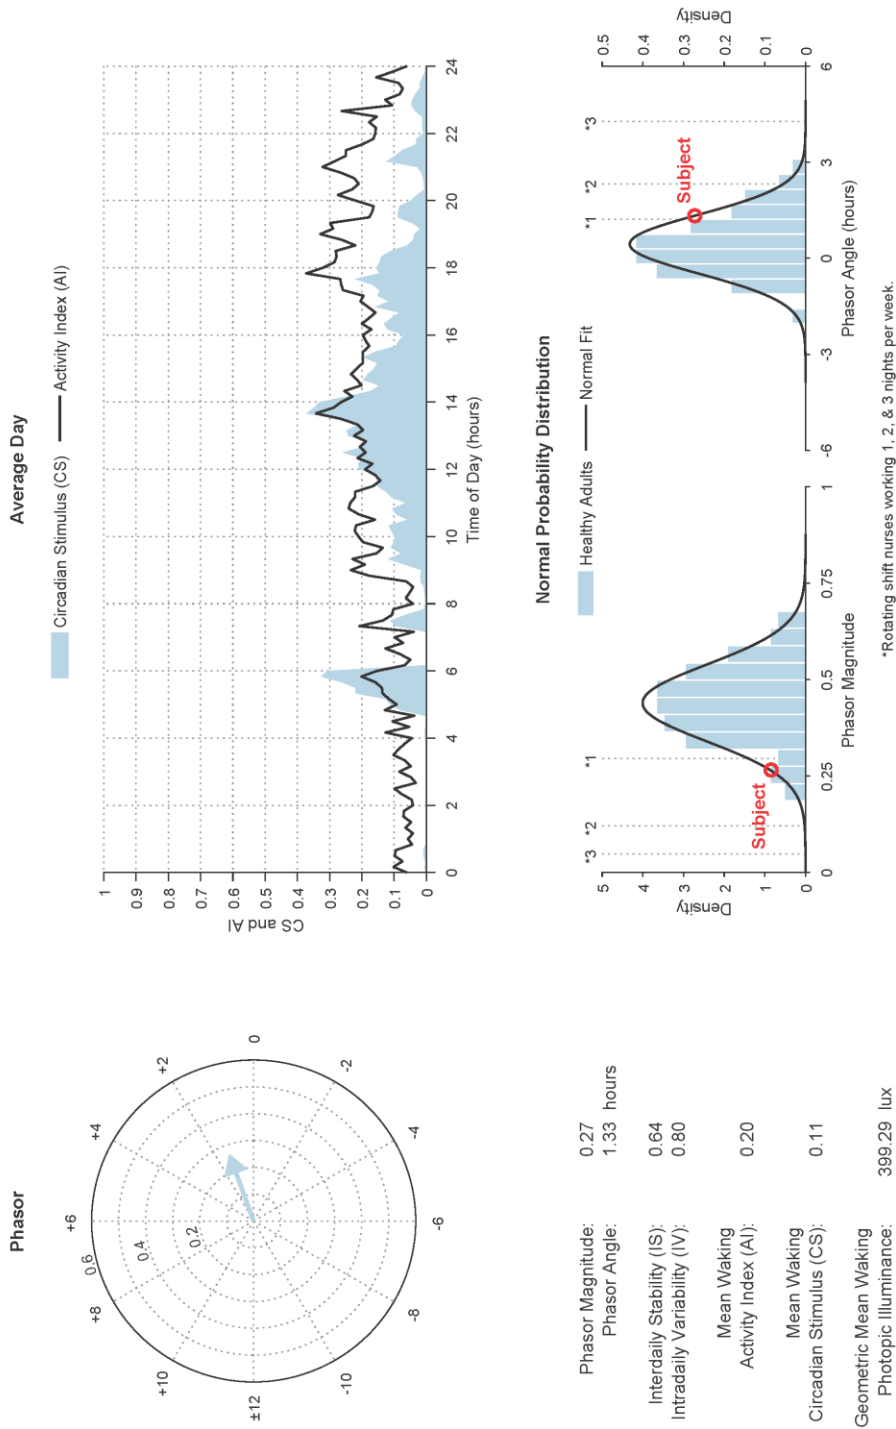 Phasor
0
+2
+4
+6
+8
+10
±12
-10
-8
-6
-4
-2
0.2
0.4
0.6
Average Day
Circadian Stimulus (CS)
Activity Index (AI)
CS and AI
1
0.9
0.8
0.7
0.6
0.5
0.4
0.3
0.2
0.1
0
0 2 4 6 8 10 12 14 16 18 20 22 24
Time of Day (hours)
Phasor Magnitude: 0.27
Phasor Angle: 1.33 hours
Interdaily Stability (IS): 0.64
Intradaily Variability (IV): 0.80
Mean Waking
Activity Index (AI): 0.20
Mean Waking
Circadian Stimulus (CS): 0.11
Geometric Mean Waking
Photopic Illuminance: 399.29 lux
Normal Probability Distribution
Healthy Adults
Normal Fit
Density
5
4
3
2
1
0
*3 *2 *1
Subject
0 0.25 0.5 0.75 1
Phasor Magnitude
*1 *2 *3
Subject
-6 -3 0 3 6
Phasor Angle (hours)
0.5
0.4
0.3
0.1
0
Density
*Rotating shift nurses working 1, 2, & 3 nights per week.